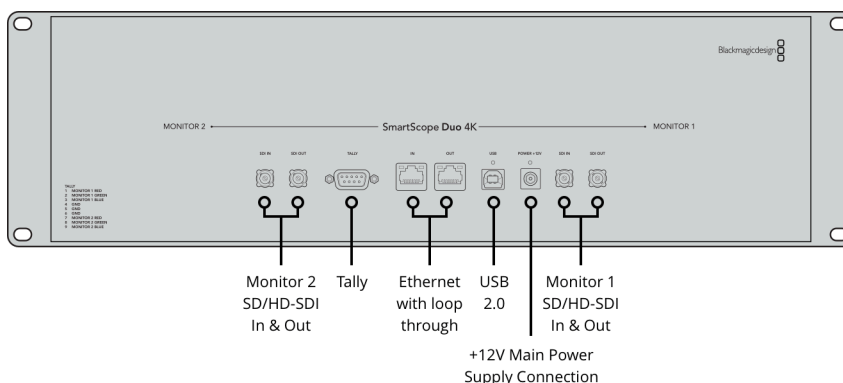 Blackmagicdesign
MONITOR 2
SmartScope Duo 4K
MONITOR 1
SDI IN
SDI OUT
TALLY
IN
OUT
USB
POWER +12V
SDI IN
SDI OUT
TALLY
1 MONITOR 1 RED
2 MONITOR 1 GREEN
3 MONITOR 1 BLUE
4 GND
5 GND
6 GND
7 MONITOR 2 RED
8 MONITOR 2 GREEN
9 MONITOR 2 BLUE
Monitor 2
SD/HD-SDI
In & Out
Tally
Ethernet
with loop
through
USB
2.0
Monitor 1
SD/HD-SDI
In & Out
+12V Main Power
Supply Connection